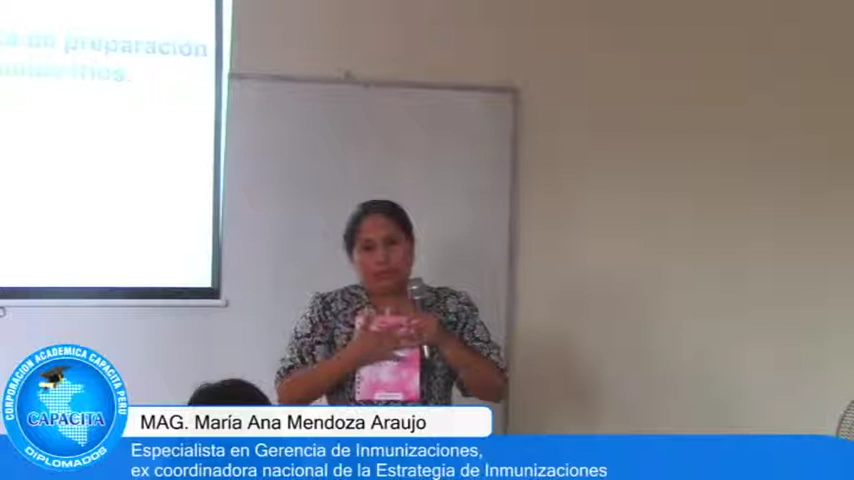 de preparación
CORPORACION ACADEMICA CAPACITA PERU
CAPACITA
DIPLOMADOS
MAG. María Ana Mendoza Araujo
Especialista en Gerencia de Inmunizaciones,
ex coordinadora nacional de la Estrategia de Inmunizaciones